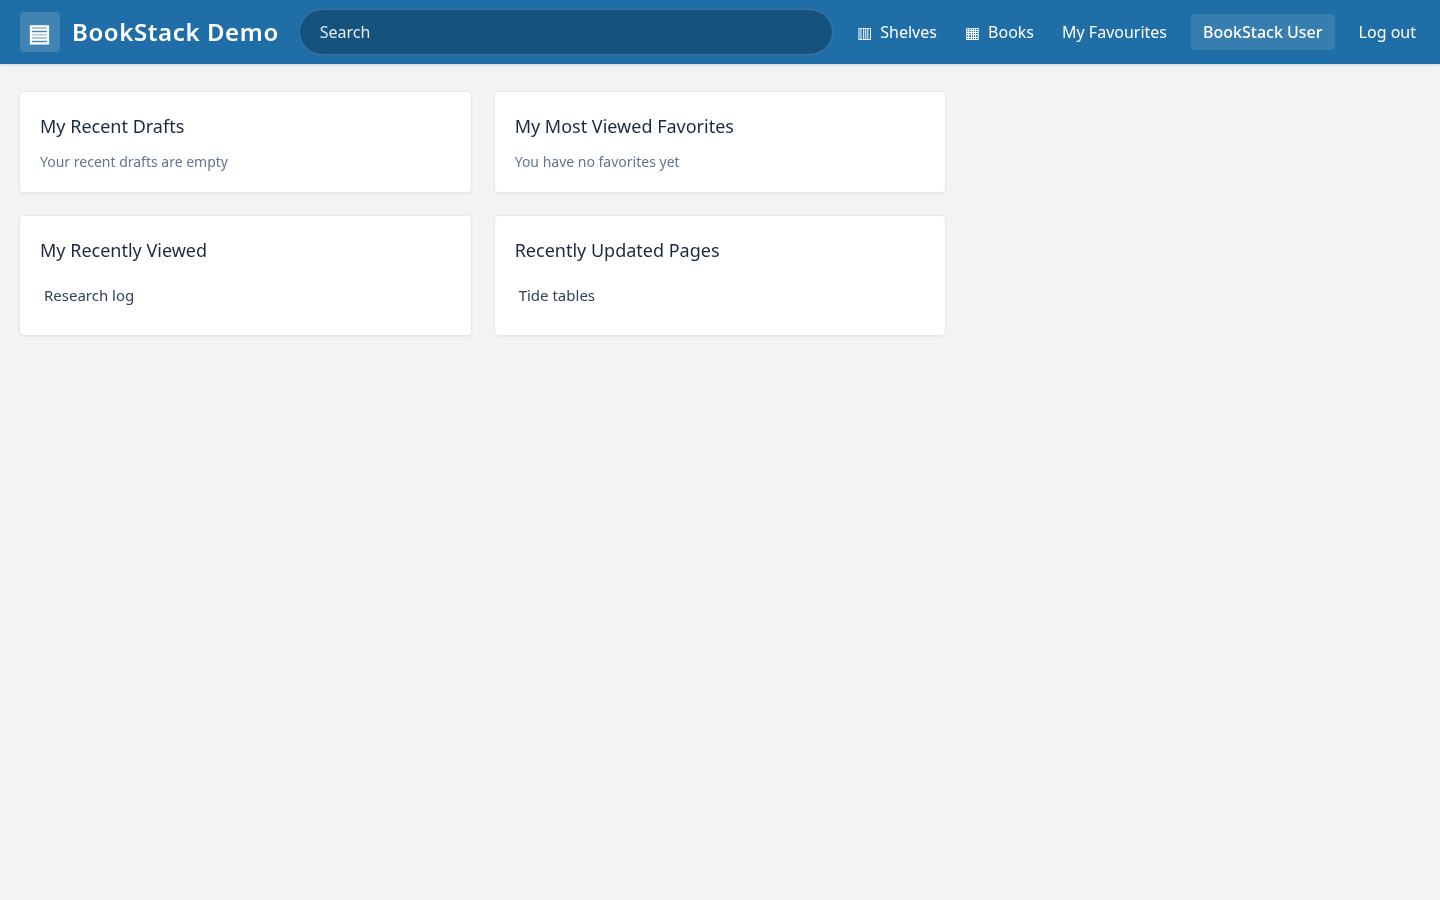 BookStack Demo
Search
Shelves
Books
My Favourites
BookStack User
Log out
My Recent Drafts
Your recent drafts are empty
My Most Viewed Favorites
You have no favorites yet
My Recently Viewed
Research log
Recently Updated Pages
Tide tables